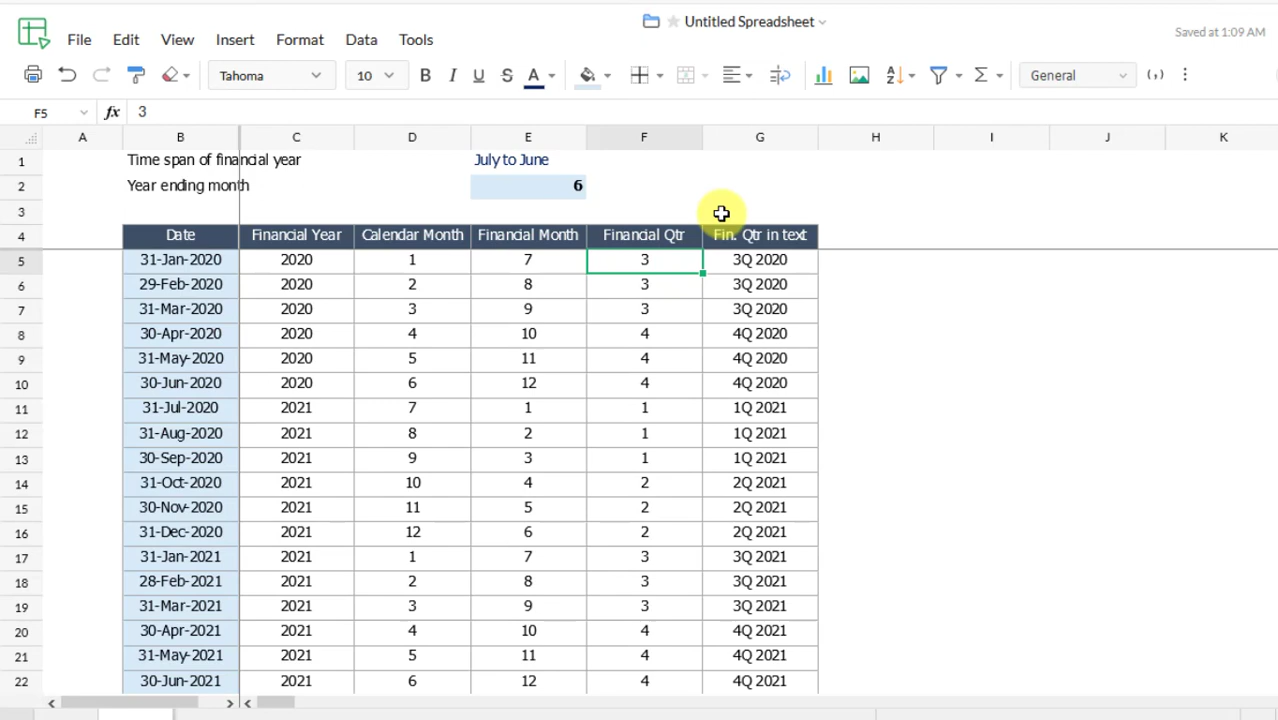 Untitled Spreadsheet
Saved at 1:09 AM
File Edit View Insert Format Data Tools
Tahoma 10 B I U S A Σ General
F5 fx 3
A B C D E F G H I J K
1 Time span of financial year July to June
2 Year ending month 6
3
4 Date Financial Year Calendar Month Financial Month Financial Qtr Fin. Qtr in text
5 31-Jan-2020 2020 1 7 3 3Q 2020
6 29-Feb-2020 2020 2 8 3 3Q 2020
7 31-Mar-2020 2020 3 9 3 3Q 2020
8 30-Apr-2020 2020 4 10 4 4Q 2020
9 31-May-2020 2020 5 11 4 4Q 2020
10 30-Jun-2020 2020 6 12 4 4Q 2020
11 31-Jul-2020 2021 7 1 1 1Q 2021
12 31-Aug-2020 2021 8 2 1 1Q 2021
13 30-Sep-2020 2021 9 3 1 1Q 2021
14 31-Oct-2020 2021 10 4 2 2Q 2021
15 30-Nov-2020 2021 11 5 2 2Q 2021
16 31-Dec-2020 2021 12 6 2 2Q 2021
17 31-Jan-2021 2021 1 7 3 3Q 2021
18 28-Feb-2021 2021 2 8 3 3Q 2021
19 31-Mar-2021 2021 3 9 3 3Q 2021
20 30-Apr-2021 2021 4 10 4 4Q 2021
21 31-May-2021 2021 5 11 4 4Q 2021
22 30-Jun-2021 2021 6 12 4 4Q 2021